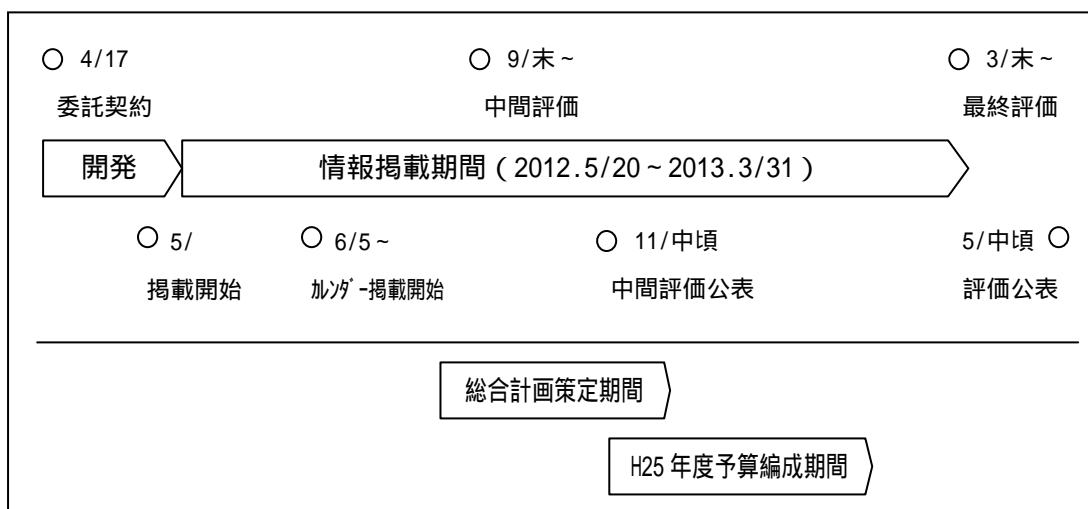 ○ 4/17 ○ 9/末~ ○ 3/末~
委託契約 中間評価 最終評価
開発 情報掲載期間(2012.5/20~2013.3/31)
○ 5/ ○ 6/5~ ○ 11/中頃 5/中頃 ○
掲載開始 ｶﾚﾝﾀﾞｰ掲載開始 中間評価公表 評価公表
総合計画策定期間
H25年度予算編成期間